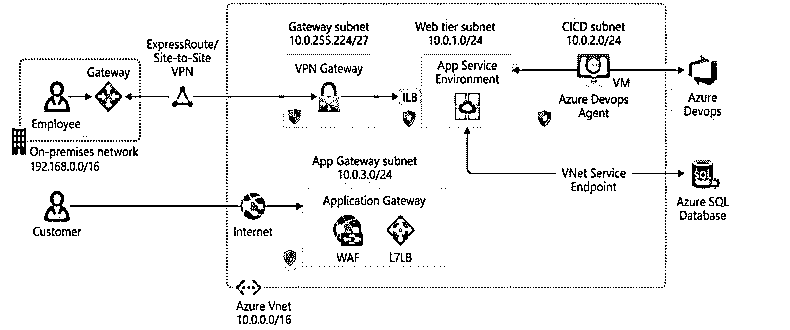 Gateway subnet
10.0.255.224/27
Web tier subnet
10.0.1.0/24
CICD subnet
10.0.2.0/24
ExpressRoute/
Site-to-Site
VPN
Gateway
VPN Gateway
App Service
Environment
ILB
VM
Azure Devops
Agent
Azure
Devops
Employee
On-premises network
192.168.0.0/16
App Gateway subnet
10.0.3.0/24
VNet Service
Endpoint
SQL
Azure SQL
Database
Application Gateway
Customer
Internet
WAF
L7LB
Azure Vnet
10.0.0.0/16